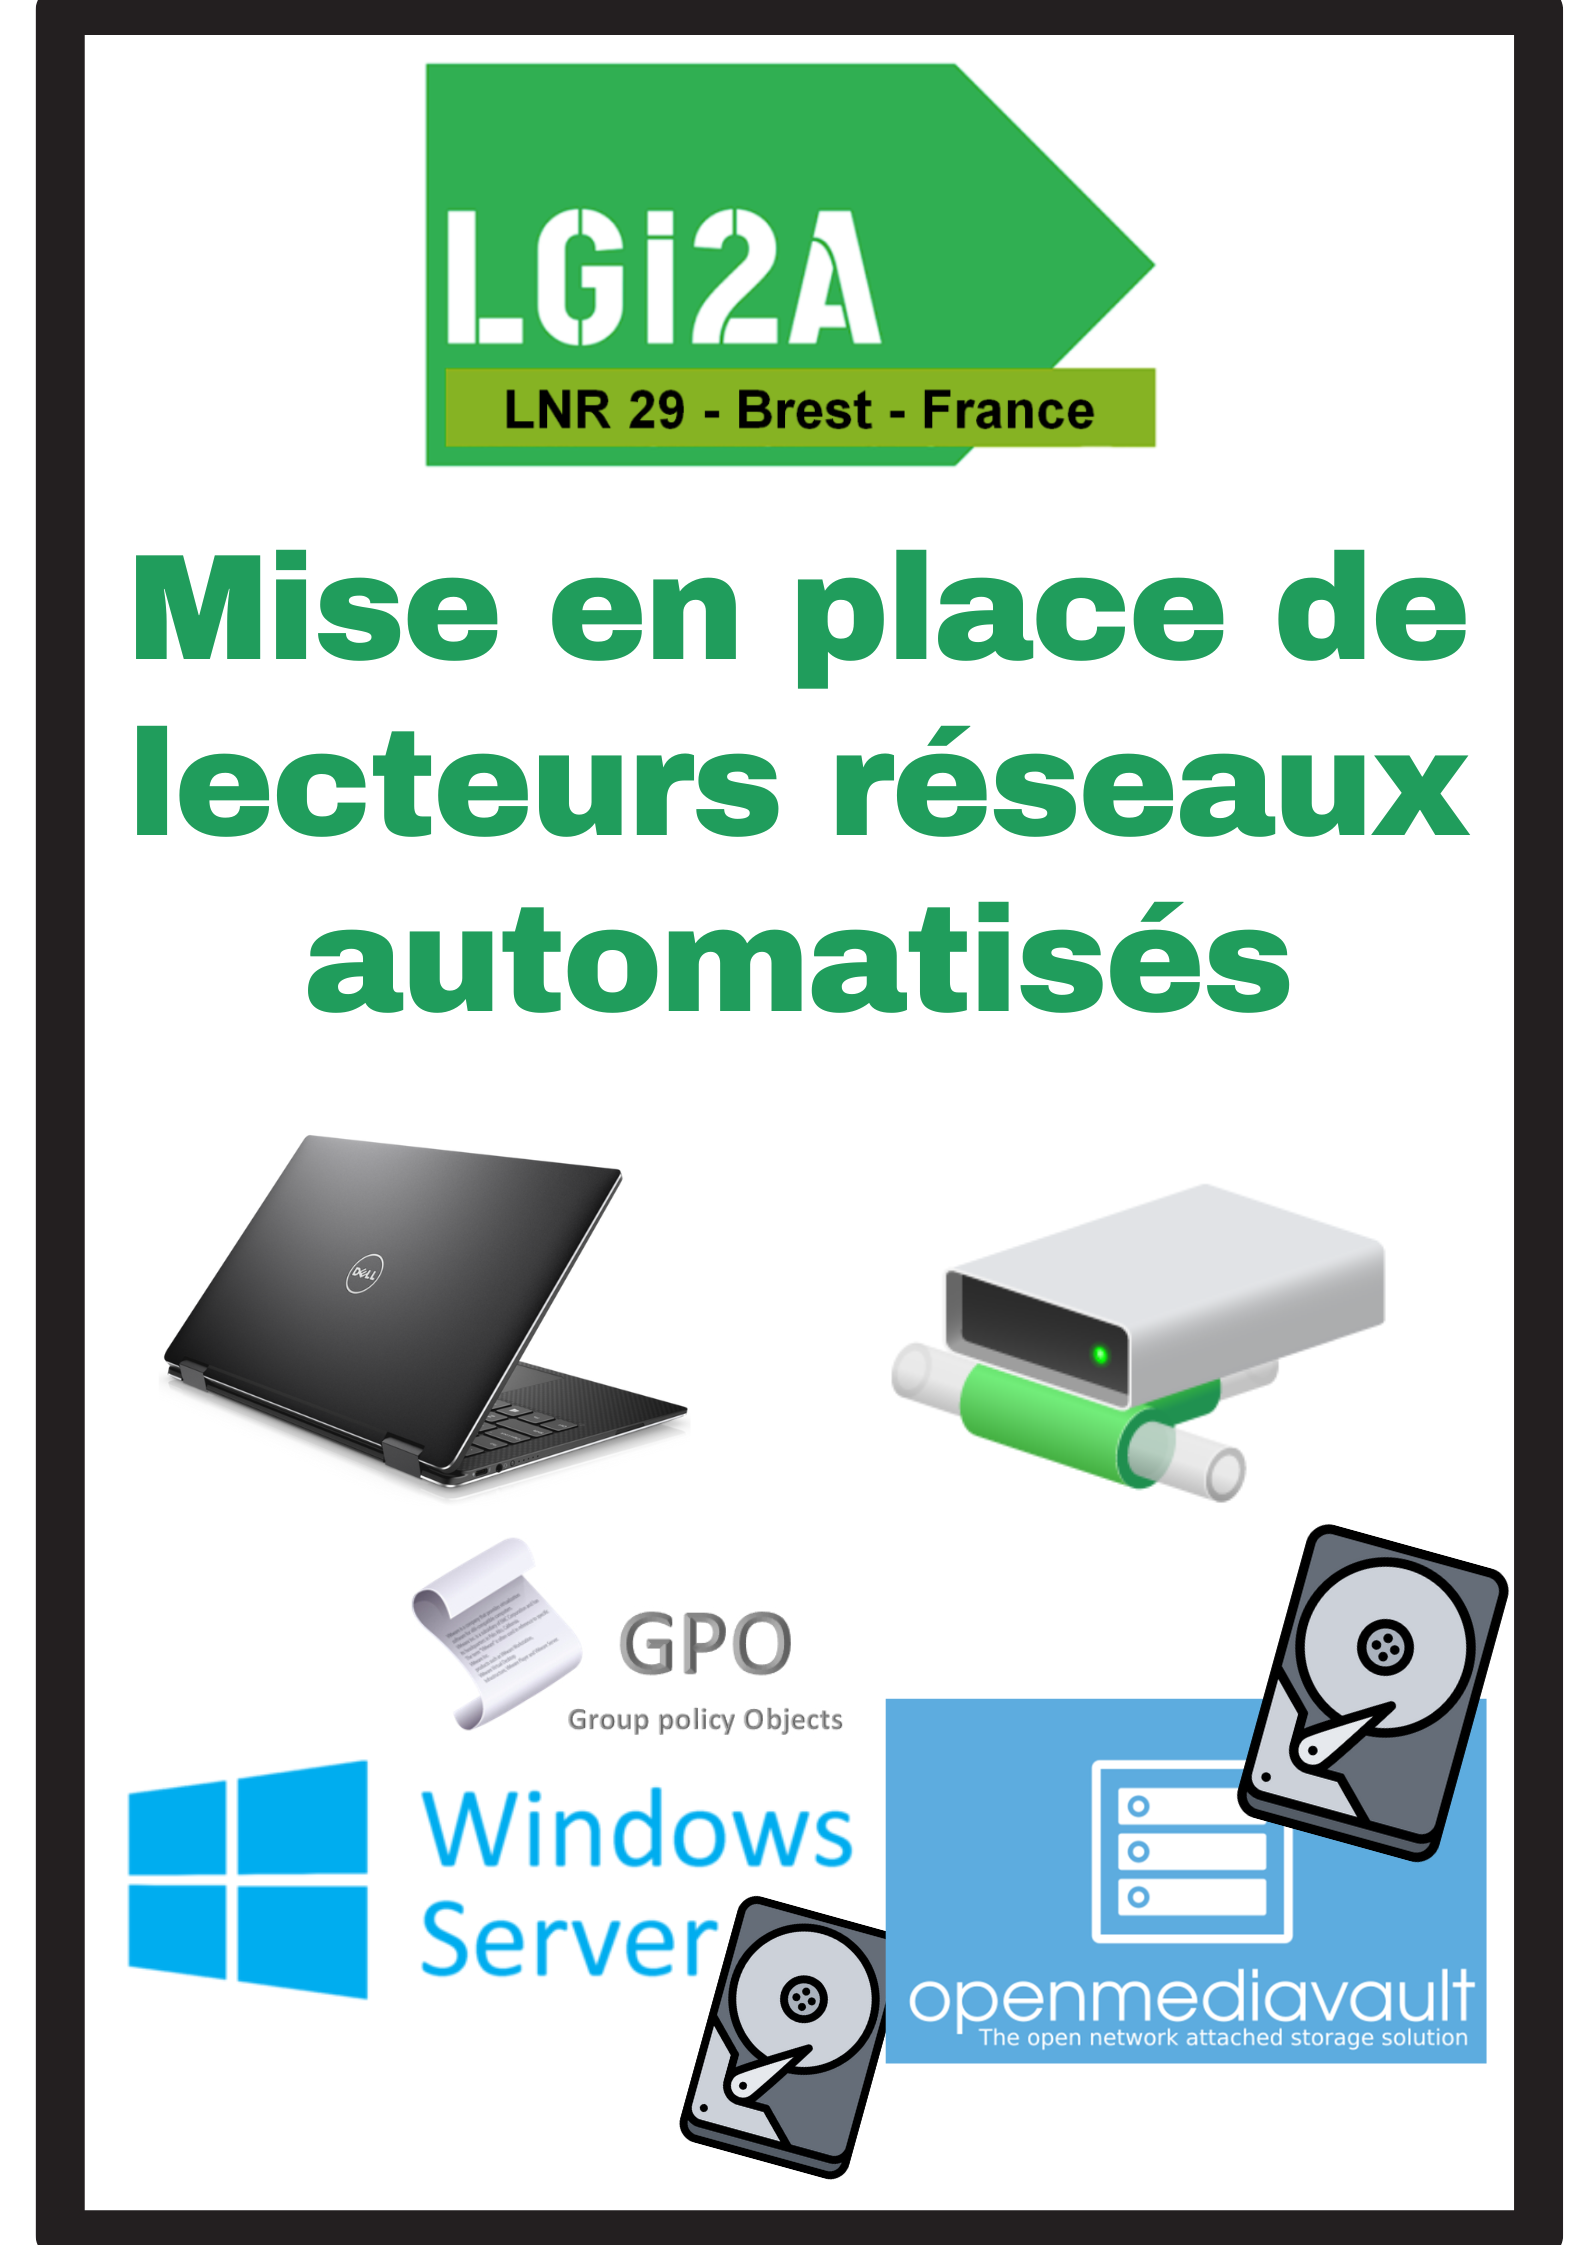 LGi2A
LNR 29 - Brest - France
Mise en place de
lecteurs réseaux
automatisés
DELL
GPO
Group policy Objects
Windows
Server
openmediavault
The open network attached storage solution